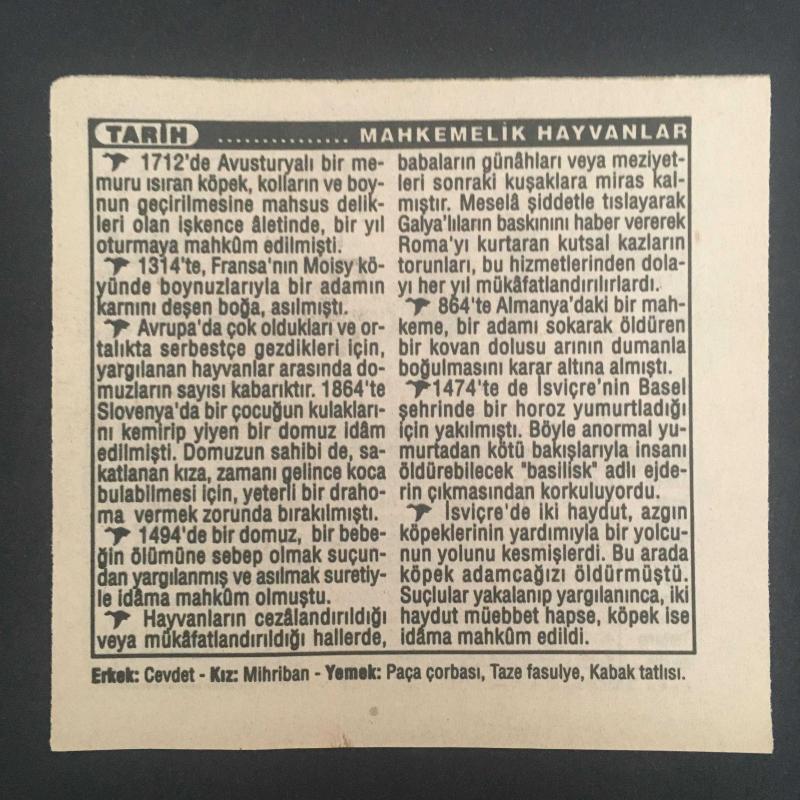 TARİH ............... MAHKEMELİK HAYVANLAR
1712'de Avusturyalı bir me-
muru ısıran köpek, kolların ve boy-
nun geçirilmesine mahsus delik-
leri olan işkence âletinde, bir yıl
oturmaya mahkûm edilmişti.
1314'te, Fransa'nın Moisy kö-
yünde boynuzlarıyla bir adamın
karnını deşen boğa, asılmıştı.
Avrupa'da çok oldukları ve or-
talıkta serbestçe gezdikleri için,
yargılanan hayvanlar arasında do-
muzların sayısı kabarıktır. 1864'te
Slovenya'da bir çocuğun kulakları-
nı kemirip yiyen bir domuz idâm
edilmişti. Domuzun sahibi de, sa-
katlanan kıza, zamanı gelince koca
bulabilmesi için, yeterli bir draho-
ma vermek zorunda bırakılmıştı.
1494'de bir domuz, bir bebe-
ğin ölümüne sebep olmak suçun-
dan yargılanmış ve asılmak suretiy-
le idâma mahkûm olmuştu.
Hayvanların cezâlandırıldığı
veya mükâfatlandırıldığı hallerde,
babaların günâhları veya meziyet-
leri sonraki kuşaklara miras kal-
mıştır. Meselâ şiddetle tıslayarak
Galya'lıların baskınını haber vererek
Roma'yı kurtaran kutsal kazların
torunları, bu hizmetlerinden dola-
yı her yıl mükâfatlandırılırlardı.
864'te Almanya'daki bir mah-
keme, bir adamı sokarak öldüren
bir kovan dolusu arının dumanla
boğulmasını karar altına almıştı.
1474'te de İsviçre'nin Basel
şehrinde bir horoz yumurtladığı
için yakılmıştı. Böyle anormal yu-
murtadan kötü bakışlarıyla insanı
öldürebilecek "basilisk" adlı ejde-
rin çıkmasından korkuluyordu.
İsviçre'de iki haydut, azgın
köpeklerinin yardımıyla bir yolcu-
nun yolunu kesmişlerdi. Bu arada
köpek adamcağızı öldürmüştü.
Suçlular yakalanıp yargılanınca, iki
haydut müebbet hapse, köpek ise
idâma mahkûm edildi.
Erkek: Cevdet - Kız: Mihriban - Yemek: Paça çorbası, Taze fasulye, Kabak tatlısı.